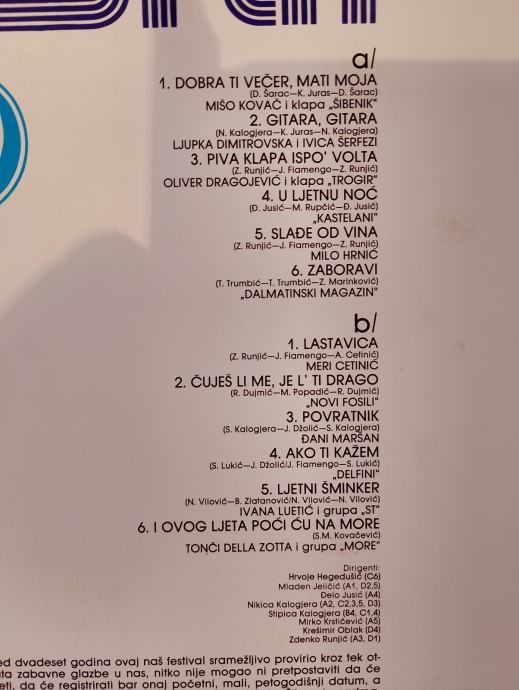 a/
1. DOBRA TI VEČER, MATI MOJA
(D. Šarac—K. Juras—D. Šarac)
MIŠO KOVAČ i klapa „ŠIBENIK"
2. GITARA, GITARA
(N. Kalogjera—K. Juras—N. Kalogjera)
LJUPKA DIMITROVSKA i IVICA ŠERFEZI
3. PIVA KLAPA ISPO' VOLTA
(Z. Runjić—J. Fiamengo—Z. Runjić)
OLIVER DRAGOJEVIĆ i klapa „TROGIR"
4. U LJETNU NOĆ
(Đ. Jusić—M. Rupčić—Đ. Jusić)
„KASTELANI"
5. SLAĐE OD VINA
(Z. Runjić—J. Fiamengo—Z. Runjić)
MILO HRNIĆ
6. ZABORAVI
(T. Trumbić—T. Trumbić—Z. Marinković)
„DALMATINSKI MAGAZIN"
b/
1. LASTAVICA
(Z. Runjić—J. Fiamengo—A. Cetinić)
MERI CETINIĆ
2. ČUJEŠ LI ME, JE L' TI DRAGO
(R. Dujmić—M. Popadić—R. Dujmić)
„NOVI FOSILI"
3. POVRATNIK
(S. Kalogjera—J. Džolić—S. Kalogjera)
ĐANI MARŠAN
4. AKO TI KAŽEM
(S. Lukić—J. Džolić/J. Fiamengo—S. Lukić)
„DELFINI"
5. LJETNI ŠMINKER
(N. Vilović—B. Zlatanović/N. Vilović—N. Vilović)
IVANA LUETIĆ i grupa „ST"
6. I OVOG LJETA POĆI ĆU NA MORE
(S.M. Kovačević)
TONČI DELLA ZOTTA i grupa „MORE"
Dirigenti:
Hrvoje Hegedušić (C6)
Mladen Jeličić (A1, D2,5)
Đelo Jusić (A4)
Nikica Kalogjera (A2, C2,3,5, D3)
Stipica Kalogjera (B4, C1,4)
Mirko Krstičević (A5)
Krešimir Oblak (D4)
Zdenko Runjić (A3, D1)
ed dvadeset godina ovaj naš festival sramežljivo provirio kroz tek ot-
ta zabavne glazbe u nas, nitko nije mogao ni pretpostaviti da će
eti, da će registrirati bar onaj početni, mali, petogodišnji datum, a